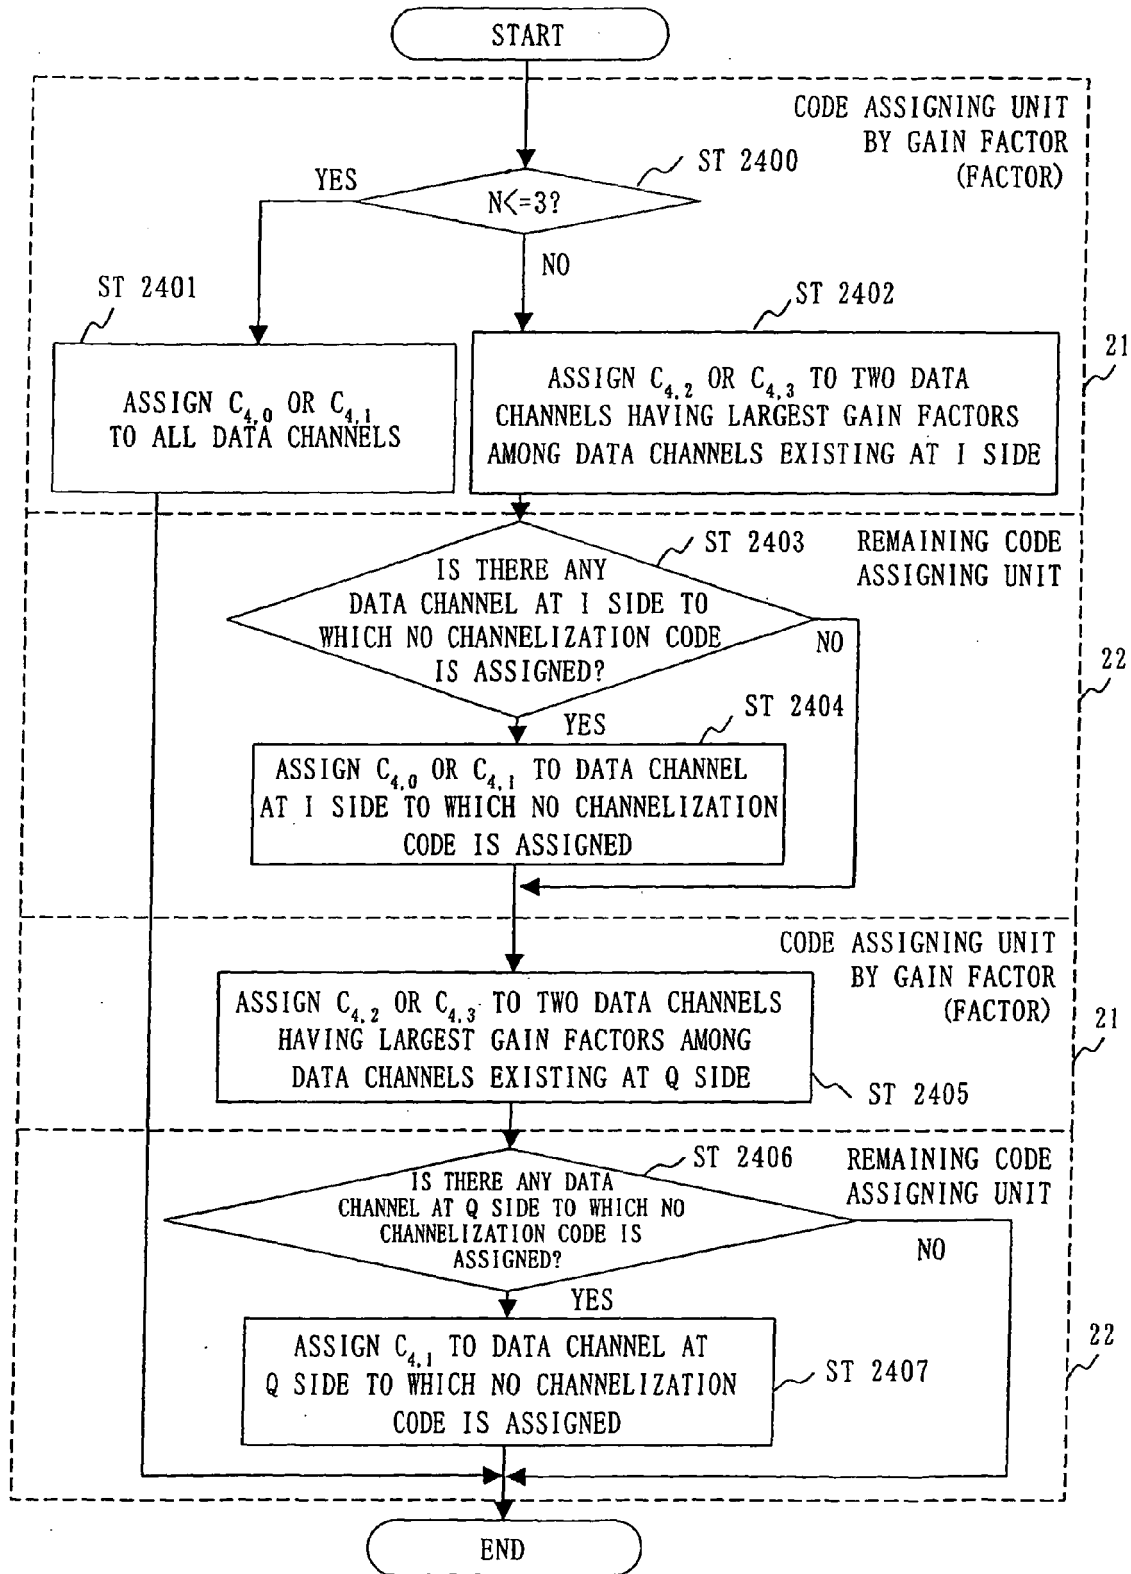 START
CODE ASSIGNING UNIT
BY GAIN FACTOR
(FACTOR)
ST 2400
YES
N<=3?
NO
ST 2401
ST 2402
21
ASSIGN C4,0 OR C4,1
TO ALL DATA CHANNELS
ASSIGN C4,2 OR C4,3 TO TWO DATA
CHANNELS HAVING LARGEST GAIN FACTORS
AMONG DATA CHANNELS EXISTING AT I SIDE
ST 2403
REMAINING CODE
ASSIGNING UNIT
IS THERE ANY
DATA CHANNEL AT I SIDE TO
WHICH NO CHANNELIZATION CODE
IS ASSIGNED?
NO
22
YES
ST 2404
ASSIGN C4,0 OR C4,1 TO DATA CHANNEL
AT I SIDE TO WHICH NO CHANNELIZATION
CODE IS ASSIGNED
CODE ASSIGNING UNIT
BY GAIN FACTOR
(FACTOR)
21
ASSIGN C4,2 OR C4,3 TO TWO DATA CHANNELS
HAVING LARGEST GAIN FACTORS AMONG
DATA CHANNELS EXISTING AT Q SIDE
ST 2405
ST 2406
REMAINING CODE
ASSIGNING UNIT
IS THERE ANY DATA
CHANNEL AT Q SIDE TO WHICH NO
CHANNELIZATION CODE IS
ASSIGNED?
NO
YES
22
ASSIGN C4,1 TO DATA CHANNEL AT
Q SIDE TO WHICH NO CHANNELIZATION
CODE IS ASSIGNED
ST 2407
END